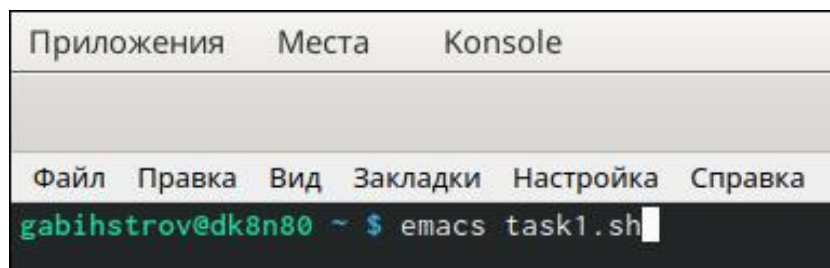 Приложения Места Konsole
Файл Правка Вид Закладки Настройка Справка
gabihstrov@dk8n80 ~ $ emacs task1.sh